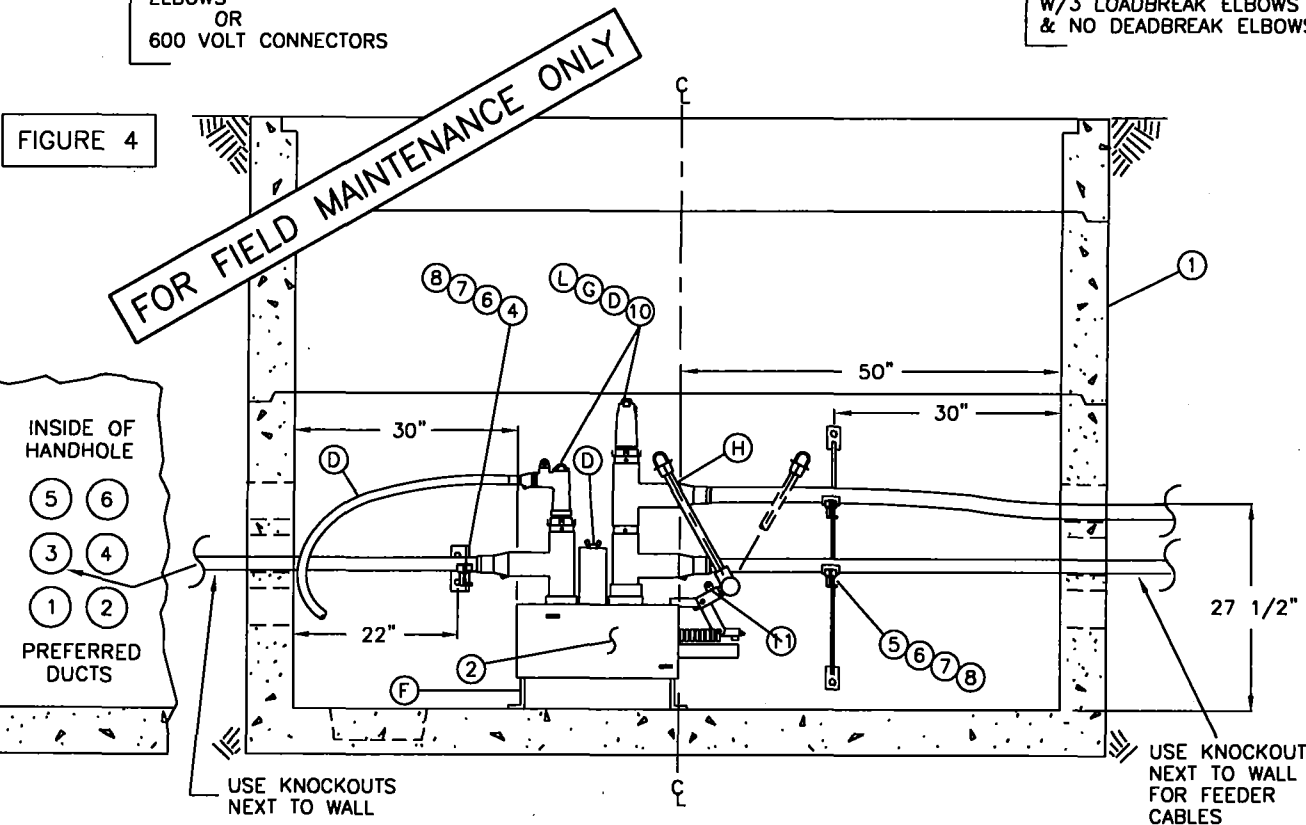 ELBOWS
OR
600 VOLT CONNECTORS
W/3 LOADBREAK ELBOWS
& NO DEADBREAK ELBOWS
FIGURE 4
FOR FIELD MAINTENANCE ONLY
C L
1
8 7 6 4
L G D 10
50"
30"
30"
INSIDE OF
HANDHOLE
5 6
3 4
1 2
PREFERRED
DUCTS
D
D
H
27 1/2"
22"
2
11
5 6 7 8
F
USE KNOCKOUTS
NEXT TO WALL
C L
USE KNOCKOUT
NEXT TO WALL
FOR FEEDER
CABLES